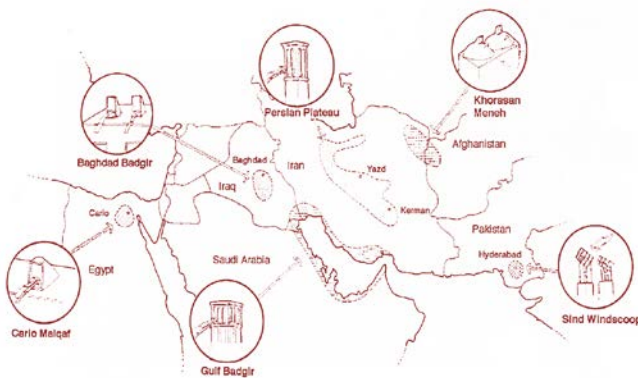 Persian Plateau
Khorasan
Meneh
Baghdad Badgir
Baghdad
Iran
Afghanistan
Iraq
Yazd
Cario
Kerman
Pakistan
Egypt
Saudi Arabia
Hyderabad
Cario Malqaf
Gulf Badgir
Sind Windscoop